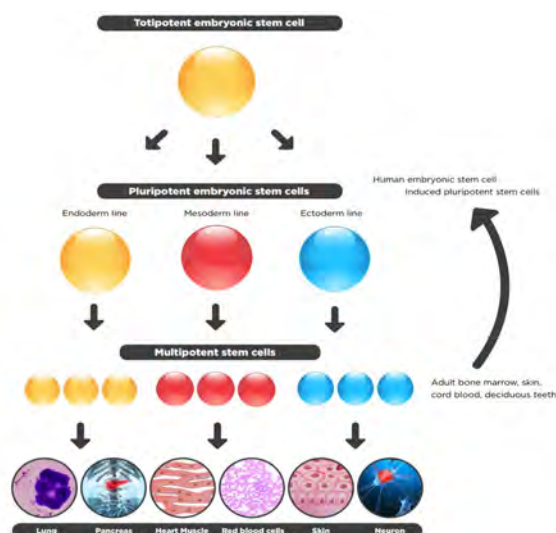 Totipotent embryonic stem cell
Human embryonic stem cell
Induced pluripotent stem cells
Pluripotent embryonic stem cells
Endoderm line
Mesoderm line
Ectoderm line
Multipotent stem cells
Adult bone marrow, skin,
cord blood, deciduous teeth
Lung
Pancreas
Heart Muscle
Red blood cells
Skin
Neuron